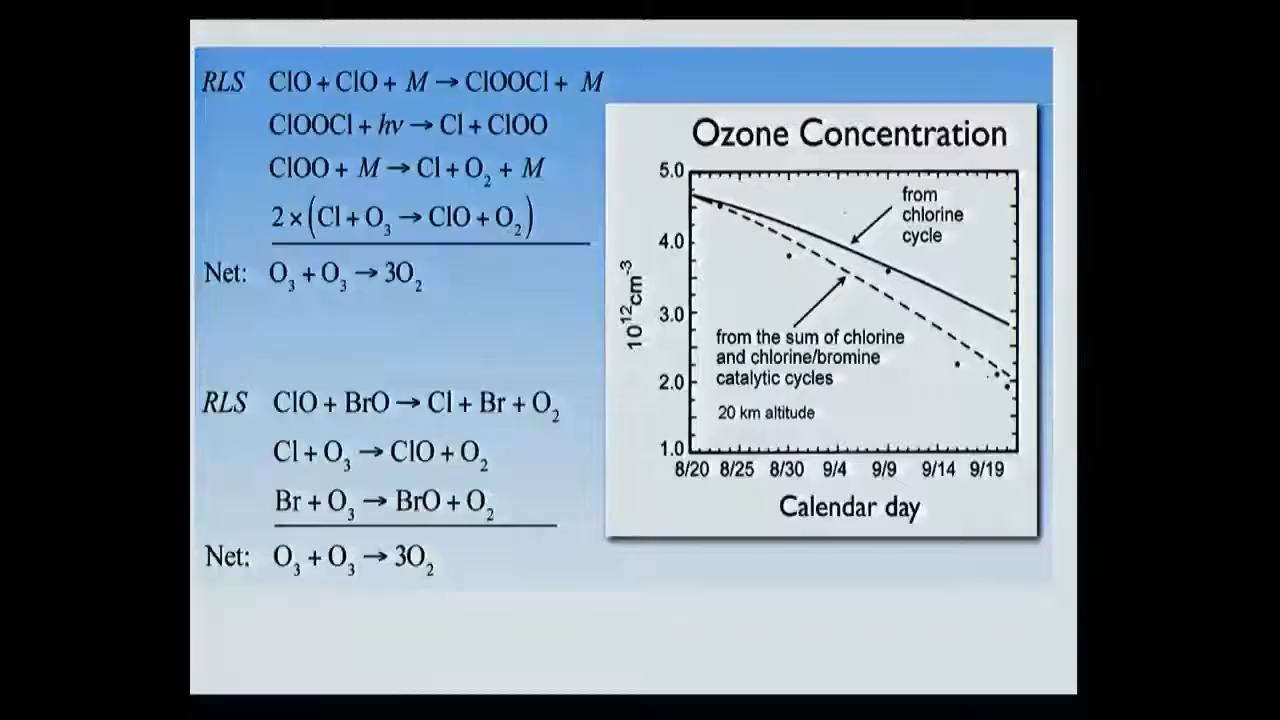 RLS ClO + ClO + M → ClOOCl + M
ClOOCl + hν → Cl + ClOO
ClOO + M → Cl + O₂ + M
2 × (Cl + O₃ → ClO + O₂)
Net: O₃ + O₃ → 3O₂
RLS ClO + BrO → Cl + Br + O₂
Cl + O₃ → ClO + O₂
Br + O₃ → BrO + O₂
Net: O₃ + O₃ → 3O₂
Ozone Concentration
5.0
4.0
3.0
2.0
1.0
10¹²cm⁻³
from
chlorine
cycle
from the sum of chlorine
and chlorine/bromine
catalytic cycles
20 km altitude
8/20 8/25 8/30 9/4 9/9 9/14 9/19
Calendar day